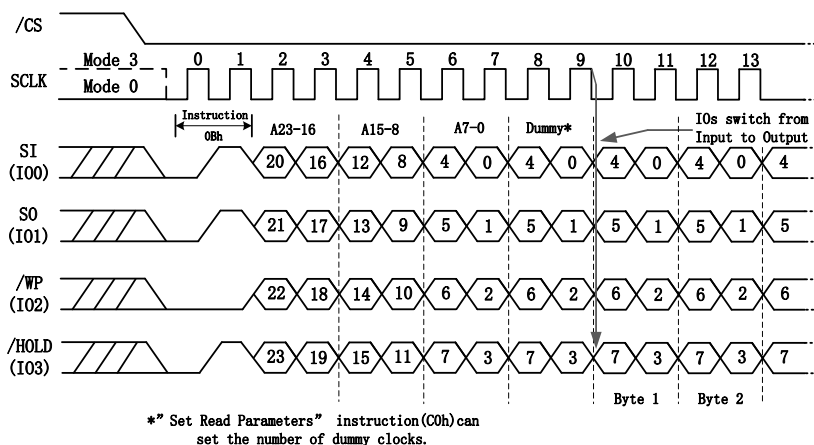 /CS
Mode 3 0 1 2 3 4 5 6 7 8 9 10 11 12 13
SCLK
Mode 0
Instruction
0Bh
A23-16 A15-8 A7-0 Dummy*
IOs switch from
Input to Output
SI
(IO0)
20 16 12 8 4 0 4 0 4 0 4 0 4
SO
(IO1)
21 17 13 9 5 1 5 1 5 1 5 1 5
/WP
(IO2)
22 18 14 10 6 2 6 2 6 2 6 2 6
/HOLD
(IO3)
23 19 15 11 7 3 7 3 7 3 7 3 7
Byte 1 Byte 2
*" Set Read Parameters" instruction(C0h)can
set the number of dummy clocks.